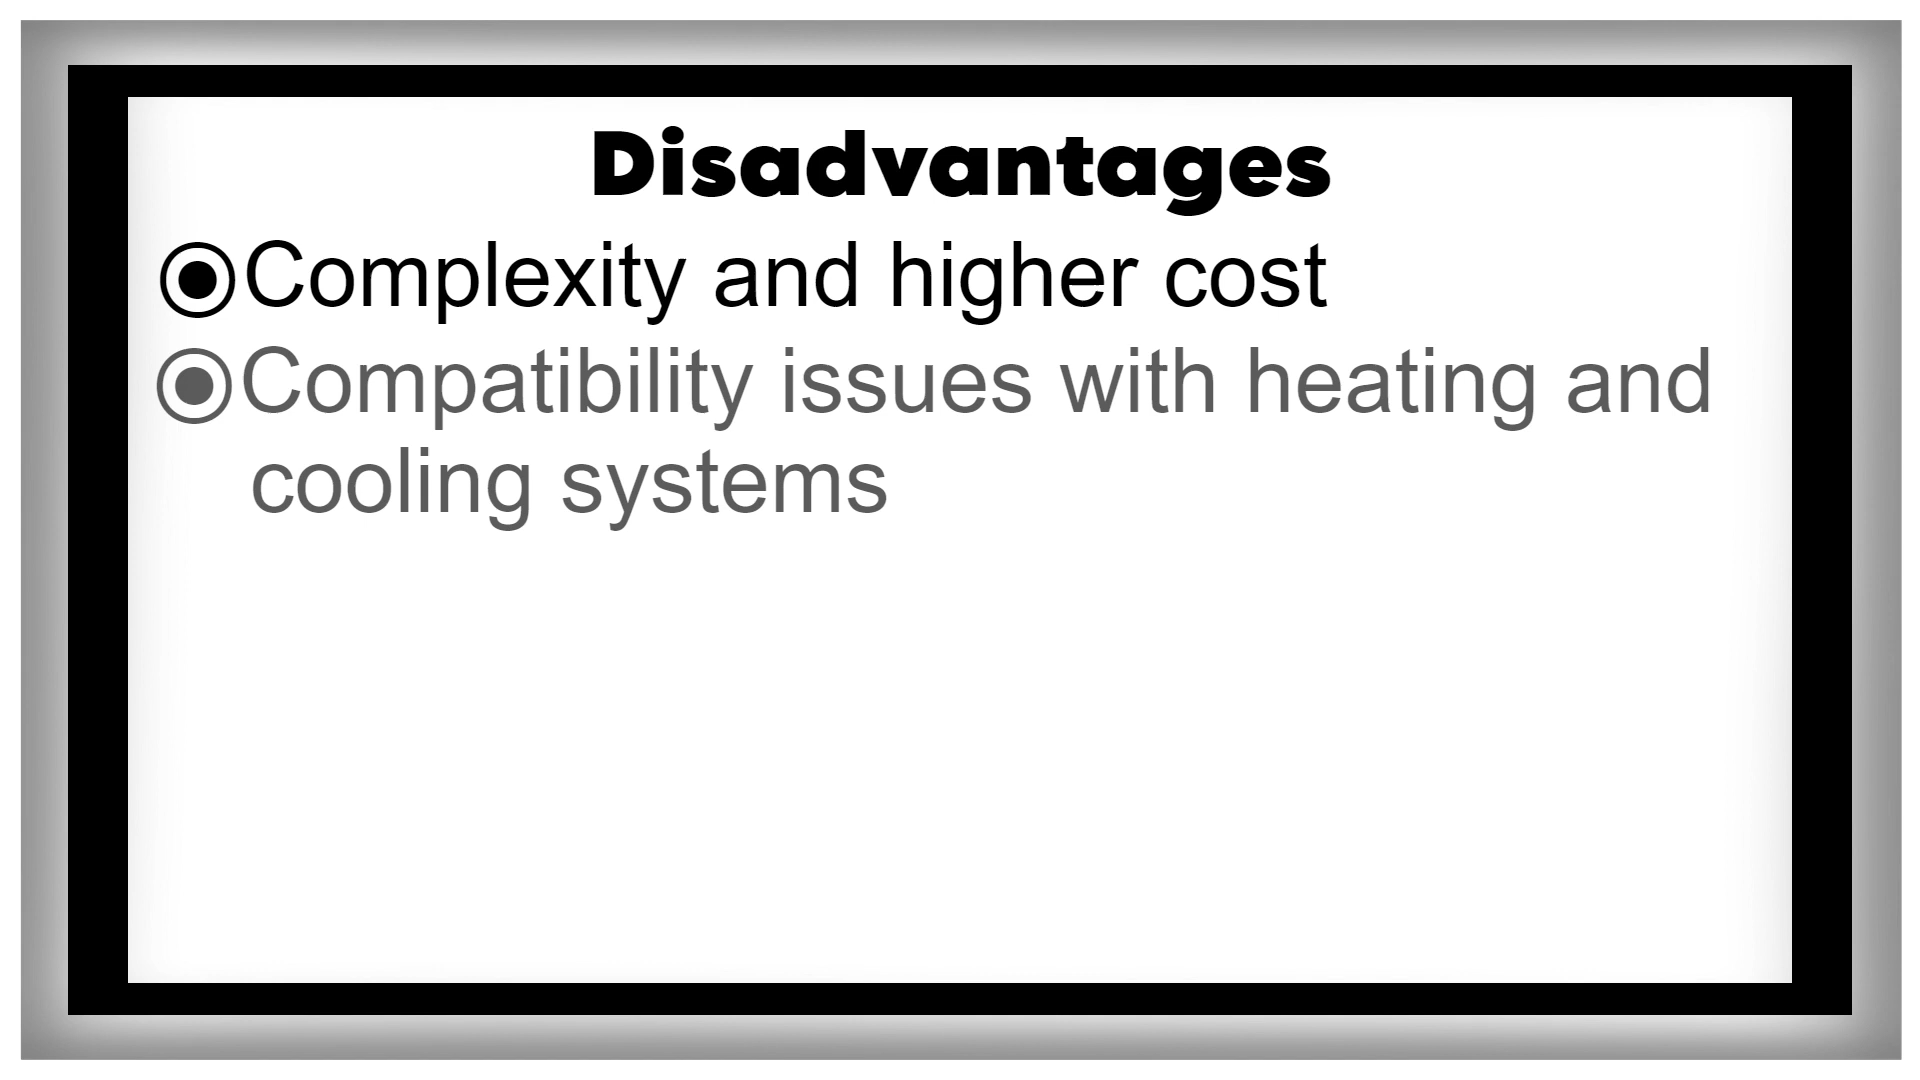 Disadvantages
⦿Complexity and higher cost
⦿Compatibility issues with heating and
cooling systems